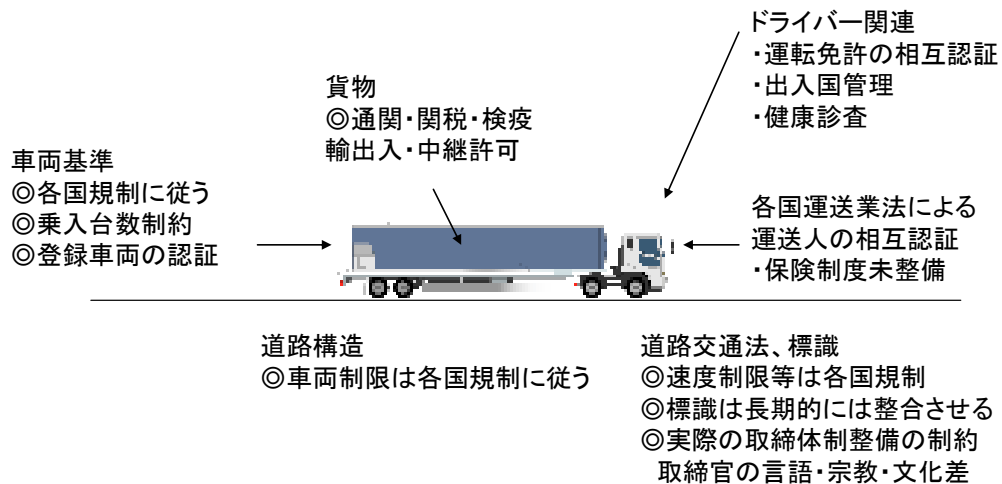 ドライバー関連
・運転免許の相互認証
・出入国管理
・健康診査
貨物
◎通関・関税・検疫
輸出入・中継許可
車両基準
◎各国規制に従う
◎乗入台数制約
◎登録車両の認証
各国運送業法による
運送人の相互認証
・保険制度未整備
道路構造
◎車両制限は各国規制に従う
道路交通法、標識
◎速度制限等は各国規制
◎標識は長期的には整合させる
◎実際の取締体制整備の制約
取締官の言語・宗教・文化差